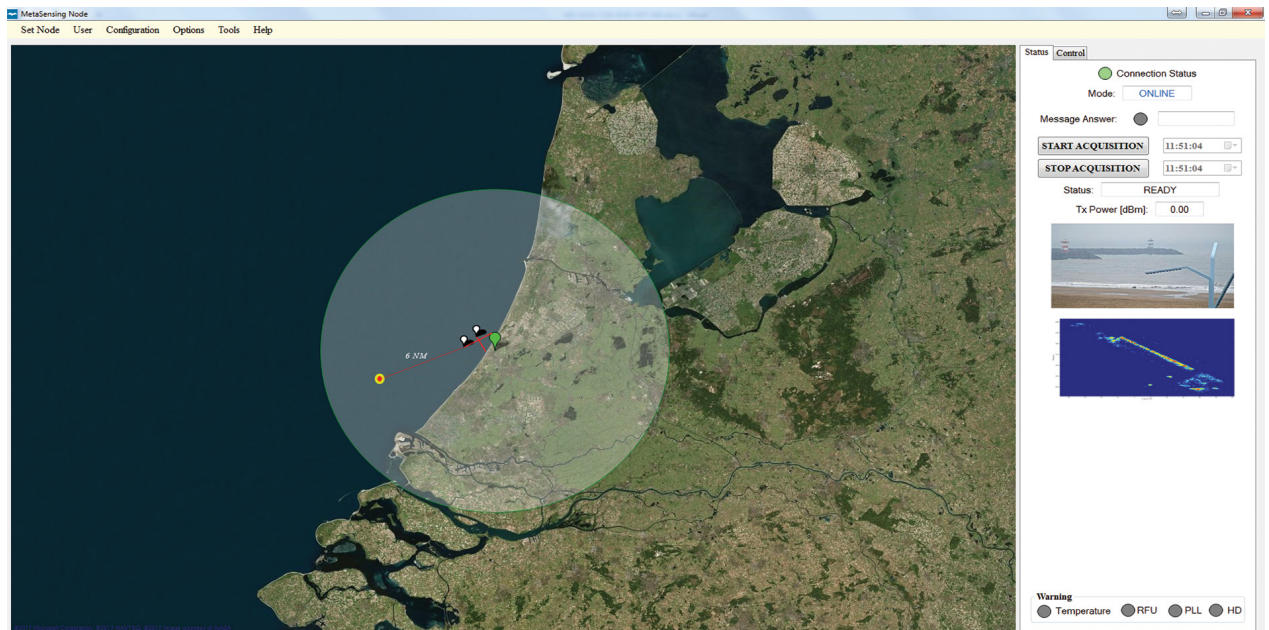 MetaSensing Node
Set Node User Configuration Options Tools Help
Status Control
Connection Status
Mode: ONLINE
Message Answer:
START ACQUISITION 11:51:04
STOP ACQUISITION 11:51:04
Status: READY
Tx Power [dBm]: 0.00
6 NM
Warning
Temperature RFU PLL HD